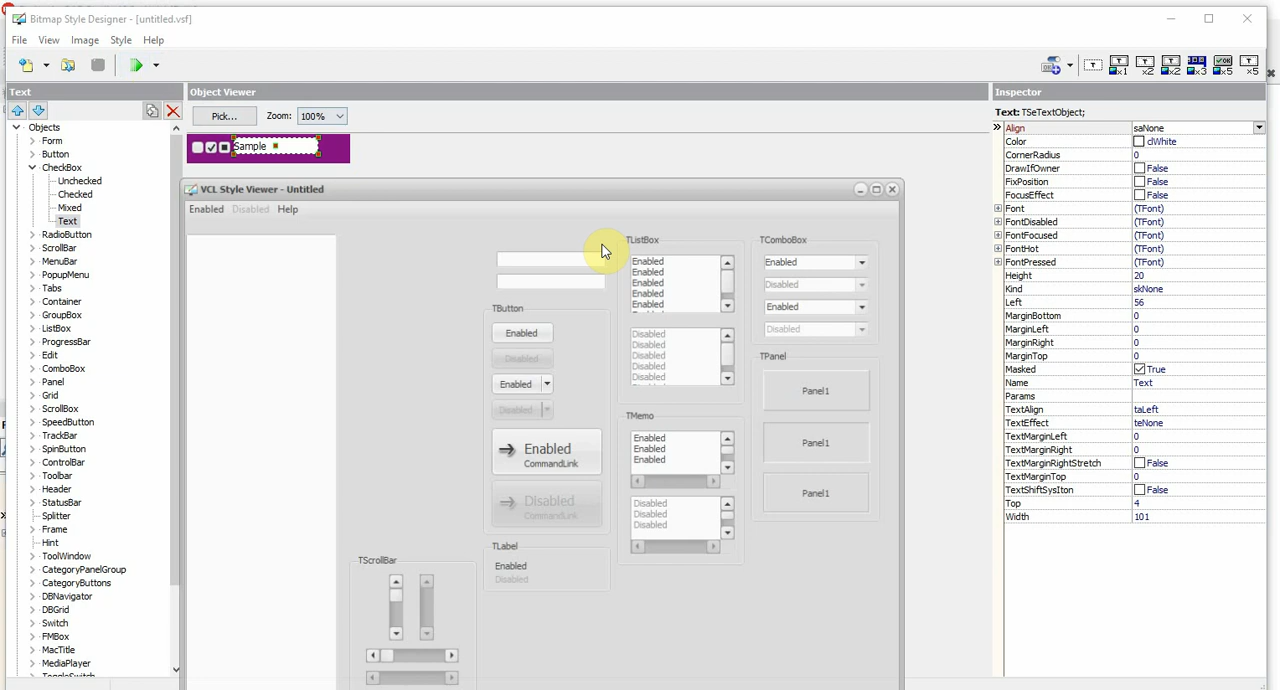 Bitmap Style Designer - [untitled.vsf]
File View Image Style Help
T T x1 T x2 T x2 x3 OK x5 T x5
Text
Objects
Form
Button
CheckBox
Unchecked
Checked
Mixed
Text
RadioButton
ScrollBar
MenuBar
PopupMenu
Tabs
Container
GroupBox
ListBox
ProgressBar
Edit
ComboBox
Panel
Grid
ScrollBox
SpeedButton
TrackBar
SpinButton
ControlBar
Toolbar
Header
StatusBar
Splitter
Frame
Hint
ToolWindow
CategoryPanelGroup
CategoryButtons
DBNavigator
DBGrid
Switch
FMBox
MacTitle
MediaPlayer
Object Viewer
Pick... Zoom: 100%
Sample
VCL Style Viewer - Untitled
Enabled Disabled Help
TButton
Enabled
Disabled
Enabled
Disabled
Enabled
CommandLink
Disabled
CommandLink
TLabel
Enabled
Disabled
TScrollBar
TListBox
Enabled
Enabled
Enabled
Enabled
Enabled
Disabled
Disabled
Disabled
Disabled
Disabled
TMemo
Enabled
Enabled
Enabled
Disabled
Disabled
Disabled
TComboBox
Enabled
Disabled
Enabled
Disabled
TPanel
Panel1
Panel1
Panel1
Inspector
Text: TSeTextObject;
Align saNone
Color clWhite
CornerRadius 0
DrawIfOwner False
FixPosition False
FocusEffect False
Font (TFont)
FontDisabled (TFont)
FontFocused (TFont)
FontHot (TFont)
FontPressed (TFont)
Height 20
Kind skNone
Left 56
MarginBottom 0
MarginLeft 0
MarginRight 0
MarginTop 0
Masked True
Name Text
Params
TextAlign taLeft
TextEffect teNone
TextMarginLeft 0
TextMarginRight 0
TextMarginRightStretch False
TextMarginTop 0
TextShiftSysIton False
Top 4
Width 101